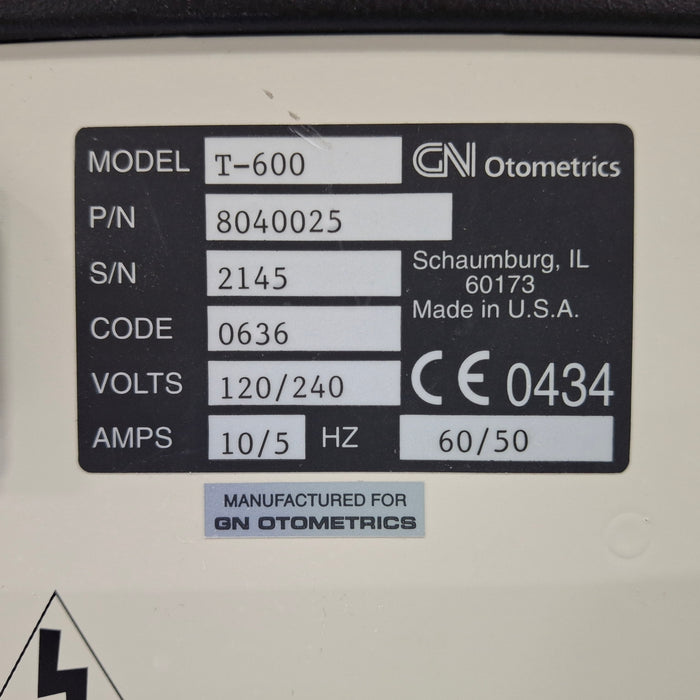 MODEL T-600 GN Otometrics
P/N 8040025
S/N 2145 Schaumburg, IL
60173
Made in U.S.A.
CODE 0636
VOLTS 120/240 CE 0434
AMPS 10/5 HZ 60/50
MANUFACTURED FOR
GN OTOMETRICS